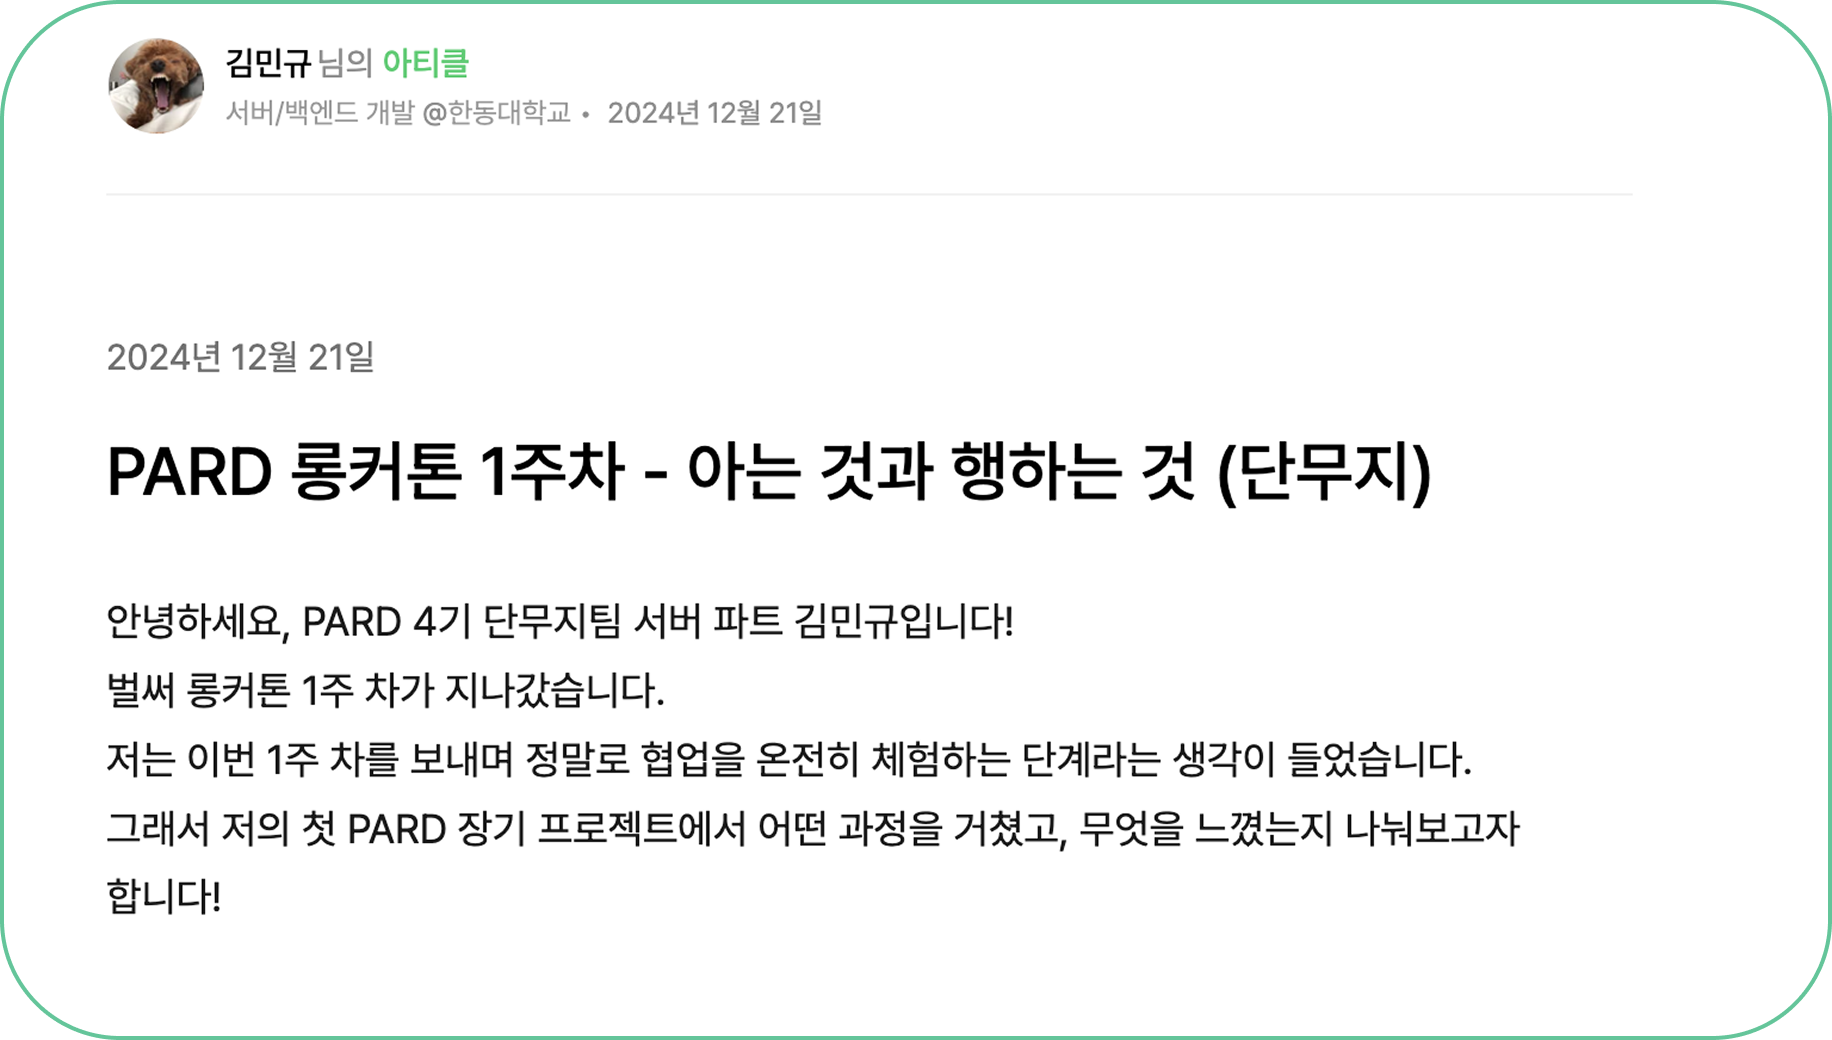 김민규 님의 아티클
서버/백엔드 개발 @한동대학교 • 2024년 12월 21일
2024년 12월 21일
PARD 롱커톤 1주차 - 아는 것과 행하는 것 (단무지)
안녕하세요, PARD 4기 단무지팀 서버 파트 김민규입니다!
벌써 롱커톤 1주 차가 지나갔습니다.
저는 이번 1주 차를 보내며 정말로 협업을 온전히 체험하는 단계라는 생각이 들었습니다.
그래서 저의 첫 PARD 장기 프로젝트에서 어떤 과정을 거쳤고, 무엇을 느꼈는지 나눠보고자
합니다!